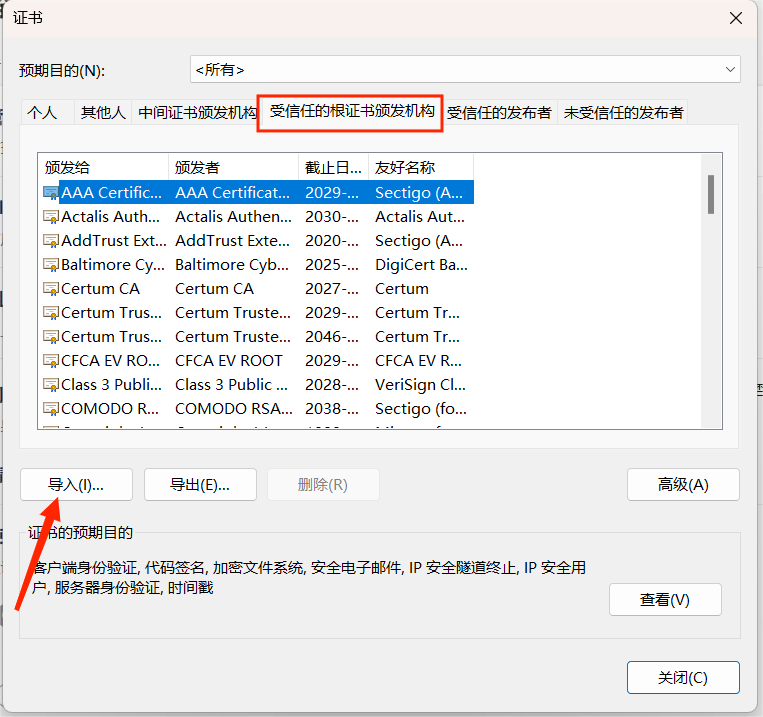 证书
预期目的(N):
<所有>
个人 其他人 中间证书颁发机构 受信任的根证书颁发机构 受信任的发布者 未受信任的发布者
颁发给 颁发者 截止日... 友好名称
AAA Certific... AAA Certificat... 2029-... Sectigo (A...
Actalis Auth... Actalis Authen... 2030-... Actalis Aut...
AddTrust Ext... AddTrust Exte... 2020-... Sectigo (A...
Baltimore Cy... Baltimore Cyb... 2025-... DigiCert Ba...
Certum CA Certum CA 2027-... Certum
Certum Trus... Certum Truste... 2029-... Certum Tr...
Certum Trus... Certum Truste... 2046-... Certum Tr...
CFCA EV RO... CFCA EV ROOT 2029-... CFCA EV R...
Class 3 Publi... Class 3 Public ... 2028-... VeriSign Cl...
COMODO R... COMODO RSA... 2038-... Sectigo (fo...
导入(I)... 导出(E)... 删除(R) 高级(A)
证书的预期目的
客户端身份验证, 代码签名, 加密文件系统, 安全电子邮件, IP 安全隧道终止, IP 安全用
户, 服务器身份验证, 时间戳
查看(V)
关闭(C)